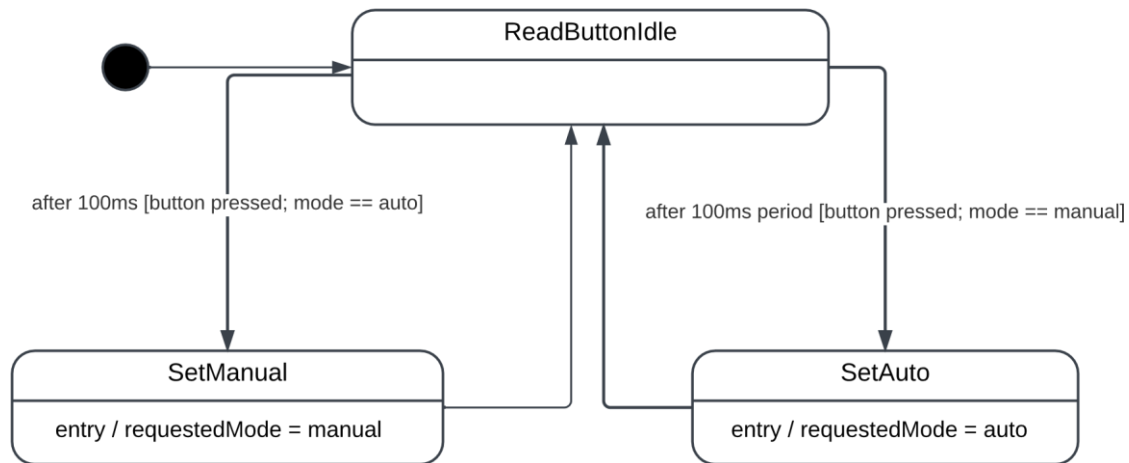 ReadButtonIdle
after 100ms [button pressed; mode == auto]
after 100ms period [button pressed; mode == manual]
SetManual
entry / requestedMode = manual
SetAuto
entry / requestedMode = auto